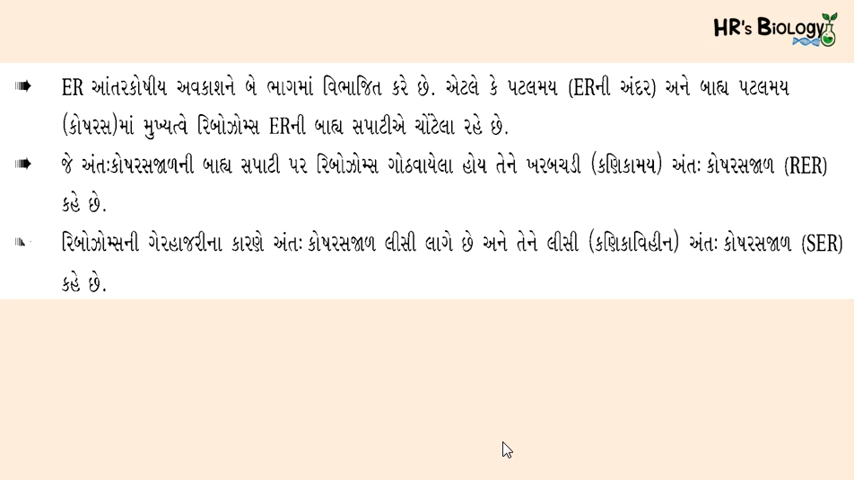 HR's BIOLOGY
ER આંતરકોષીય અવકાશને બે ભાગમાં વિભાજિત કરે છે. એટલે કે પટલમય (ERની અંદર) અને બાહ્ય પટલમય
(કોષરસ)માં મુખ્યત્વે રિબોઝોમ્સ ERની બાહ્ય સપાટીએ ચોંટેલા રહે છે.
જે અંતઃકોષરસજાળની બાહ્ય સપાટી પર રિબોઝોમ્સ ગોઠવાયેલા હોય તેને ખરબચડી (કણિકામય) અંતઃ કોષરસજાળ (RER)
કહે છે.
રિબોઝોમ્સની ગેરહાજરીના કારણે અંતઃ કોષરસજાળ લીસી લાગે છે અને તેને લીસી (કણિકાવિહીન) અંતઃ કોષરસજાળ (SER)
કહે છે.